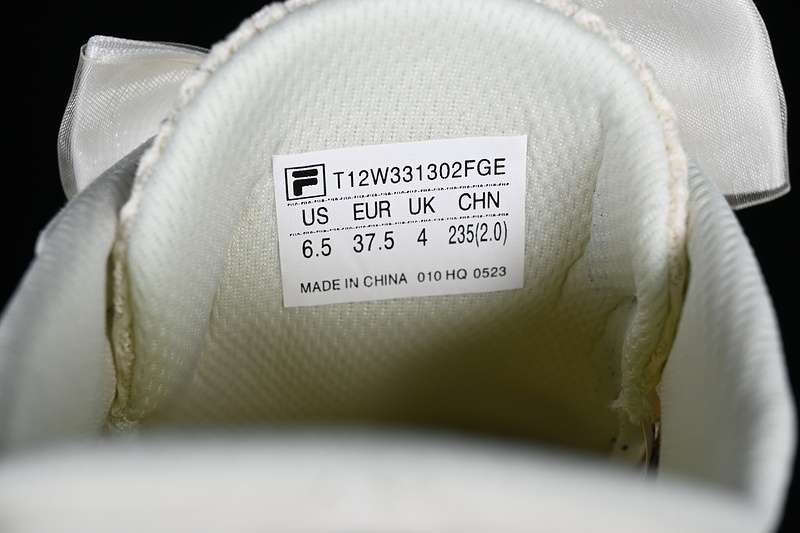 F T12W331302FGE
US EUR UK CHN
6.5 37.5 4 235(2.0)
MADE IN CHINA 010 HQ 0523